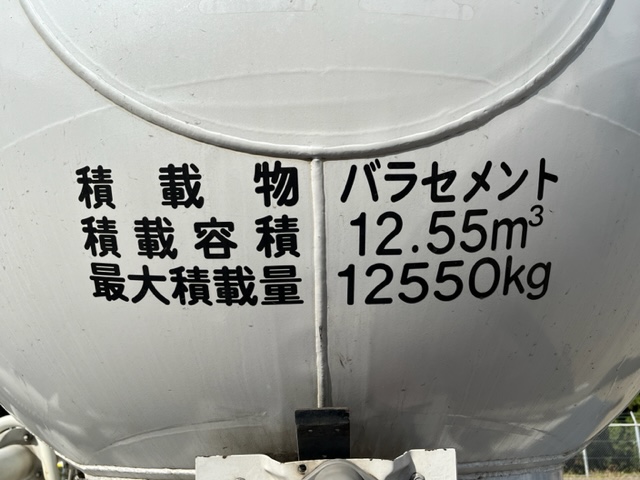 積載物 バラセメント
積載容積 12.55m³
最大積載量 12550kg